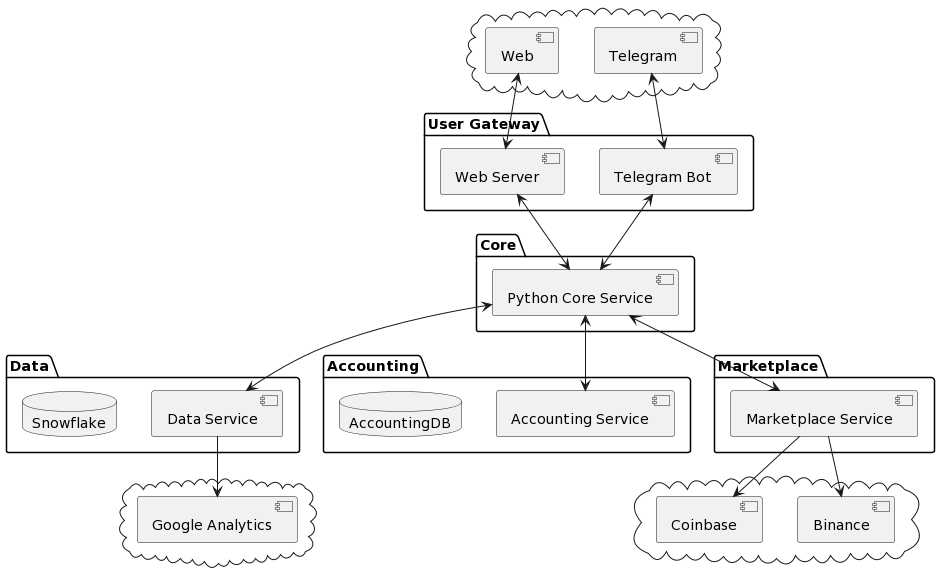 Web
Telegram
User Gateway
Web Server
Telegram Bot
Core
Python Core Service
Data
Accounting
Marketplace
Snowflake
Data Service
AccountingDB
Accounting Service
Marketplace Service
Google Analytics
Coinbase
Binance